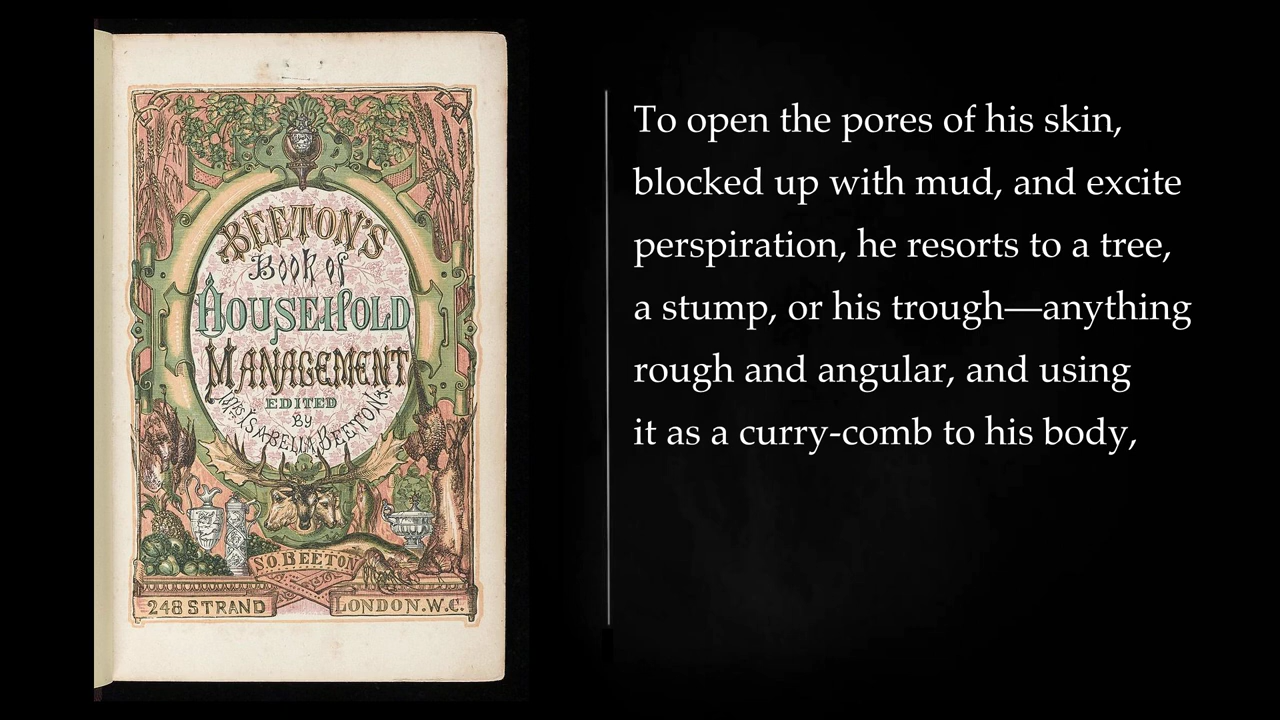 BEETON'S
Book of
HOUSEHOLD
MANAGEMENT
EDITED
BY
MRS ISABELLA BEETON.
S.O. BEETON
248 STRAND
LONDON.W.C.
To open the pores of his skin,
blocked up with mud, and excite
perspiration, he resorts to a tree,
a stump, or his trough—anything
rough and angular, and using
it as a curry-comb to his body,